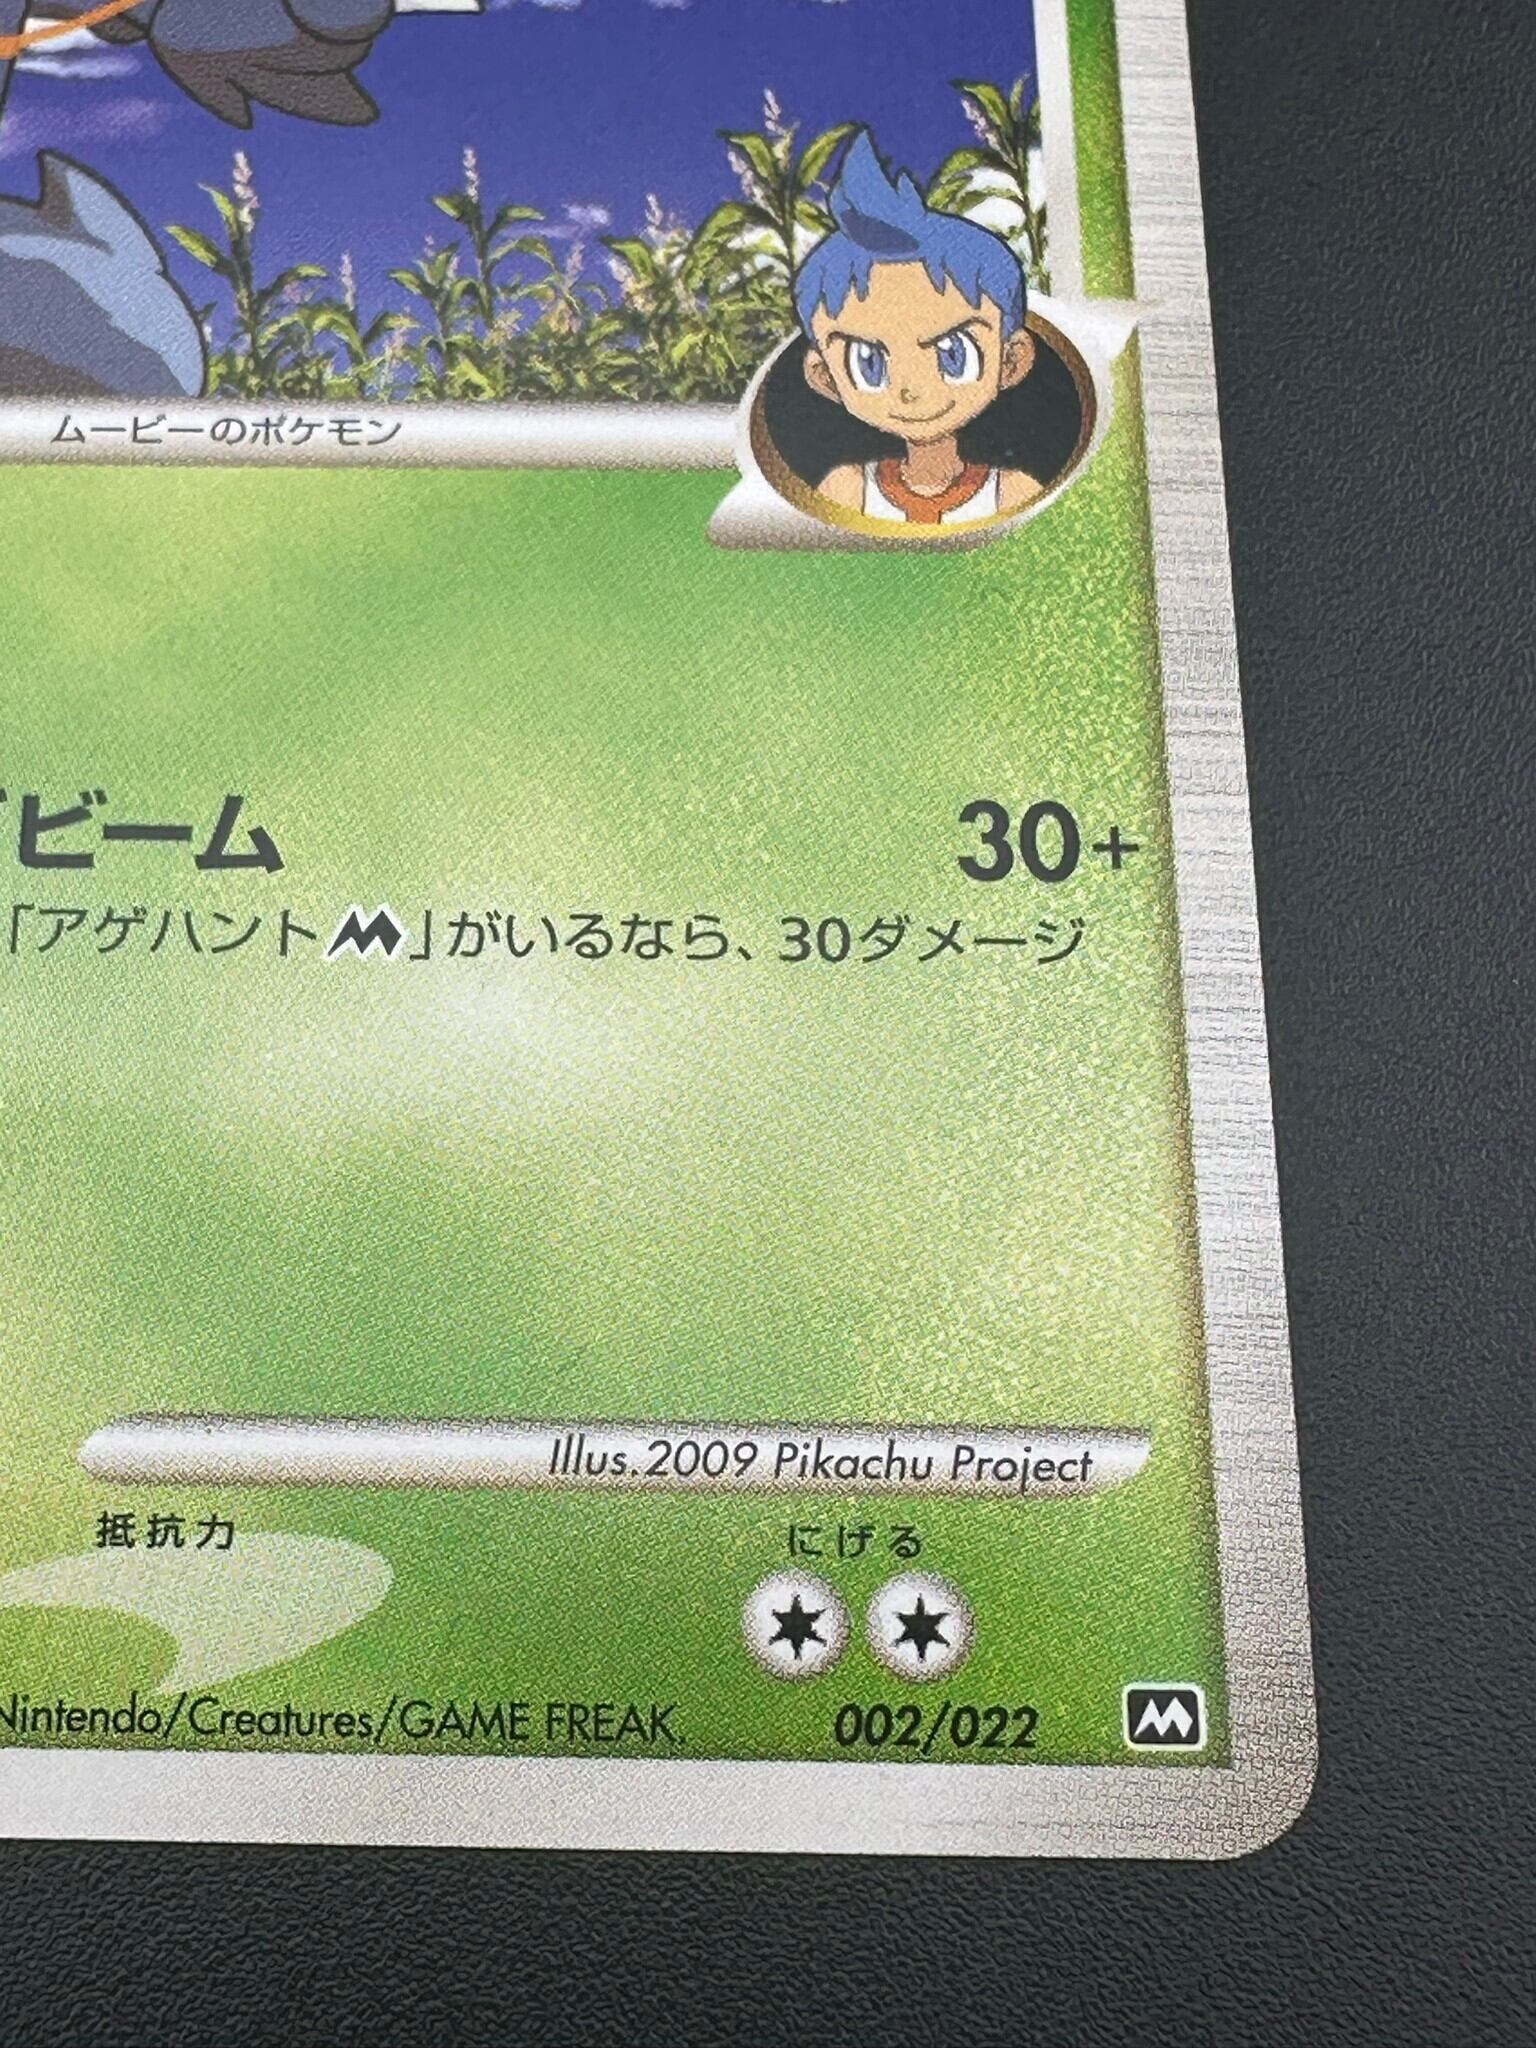 ムービーのポケモン
ビーム 30+
「アゲハントM」がいるなら、30ダメージ
Illus.2009 Pikachu Project
抵抗力 にげる
Nintendo/Creatures/GAME FREAK. 002/022 M